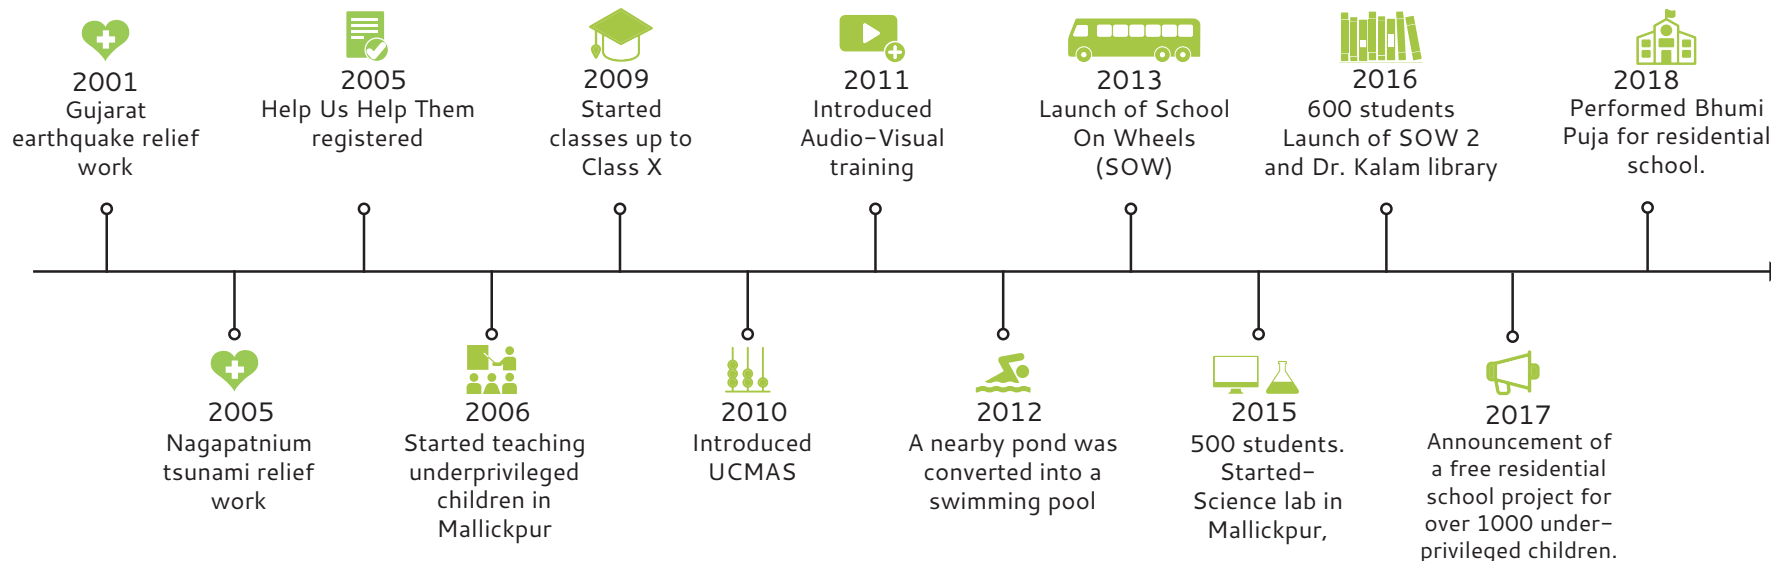 2001
Gujarat
earthquake relief
work
2005
Help Us Help Them
registered
2009
Started
classes up to
Class X
2011
Introduced
Audio-Visual
training
2013
Launch of School
On Wheels
(SOW)
2016
600 students
Launch of SOW 2
and Dr. Kalam library
2018
Performed Bhumi
Puja for residential
school.
2005
Nagapatnium
tsunami relief
work
2006
Started teaching
underprivileged
children in
Mallickpur
2010
Introduced
UCMAS
2012
A nearby pond was
converted into a
swimming pool
2015
500 students.
Started-
Science lab in
Mallickpur,
2017
Announcement of
a free residential
school project for
over 1000 under-
privileged children.